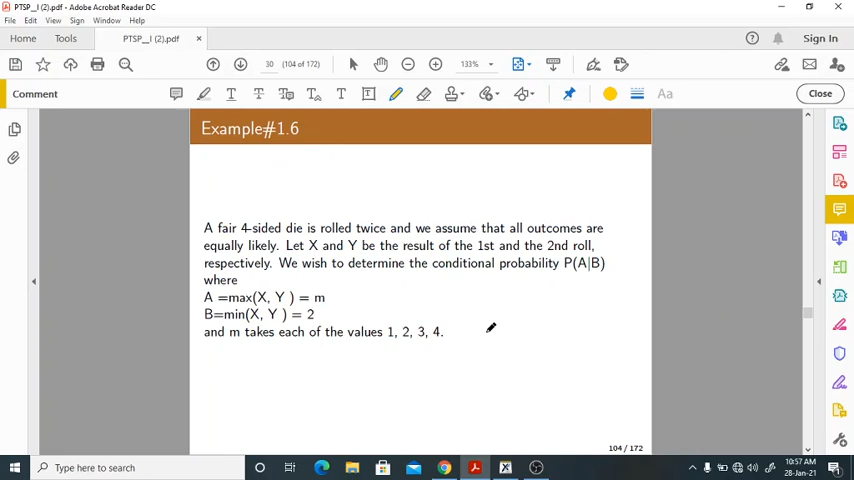 PTSP__I (2).pdf - Adobe Acrobat Reader DC
File Edit View Sign Window Help
Home Tools PTSP__I (2).pdf × Sign In
30 (104 of 172) 133%
Comment Aa Close
Example#1.6
A fair 4-sided die is rolled twice and we assume that all outcomes are
equally likely. Let X and Y be the result of the 1st and the 2nd roll,
respectively. We wish to determine the conditional probability P(A|B)
where
A =max(X, Y ) = m
B=min(X, Y ) = 2
and m takes each of the values 1, 2, 3, 4.
104 / 172
Type here to search
10:57 AM
28-Jan-21